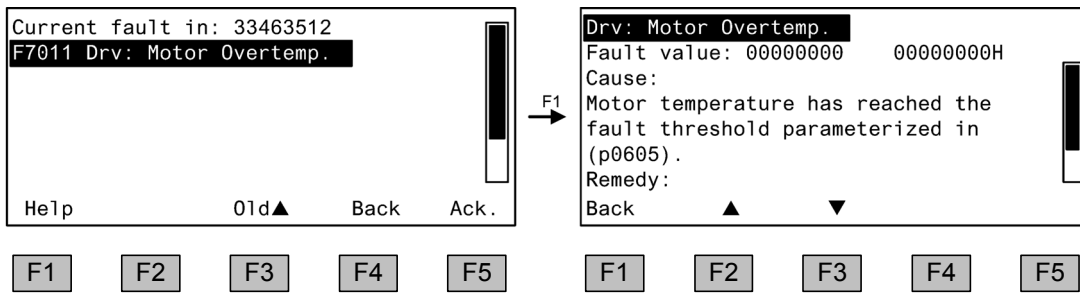 Current fault in: 33463512
F7011 Drv: Motor Overtemp.
Help Old▲ Back Ack.
F1 F2 F3 F4 F5
F1
Drv: Motor Overtemp.
Fault value: 00000000 00000000H
Cause:
Motor temperature has reached the
fault threshold parameterized in
(p0605).
Remedy:
Back ▲ ▼
F1 F2 F3 F4 F5